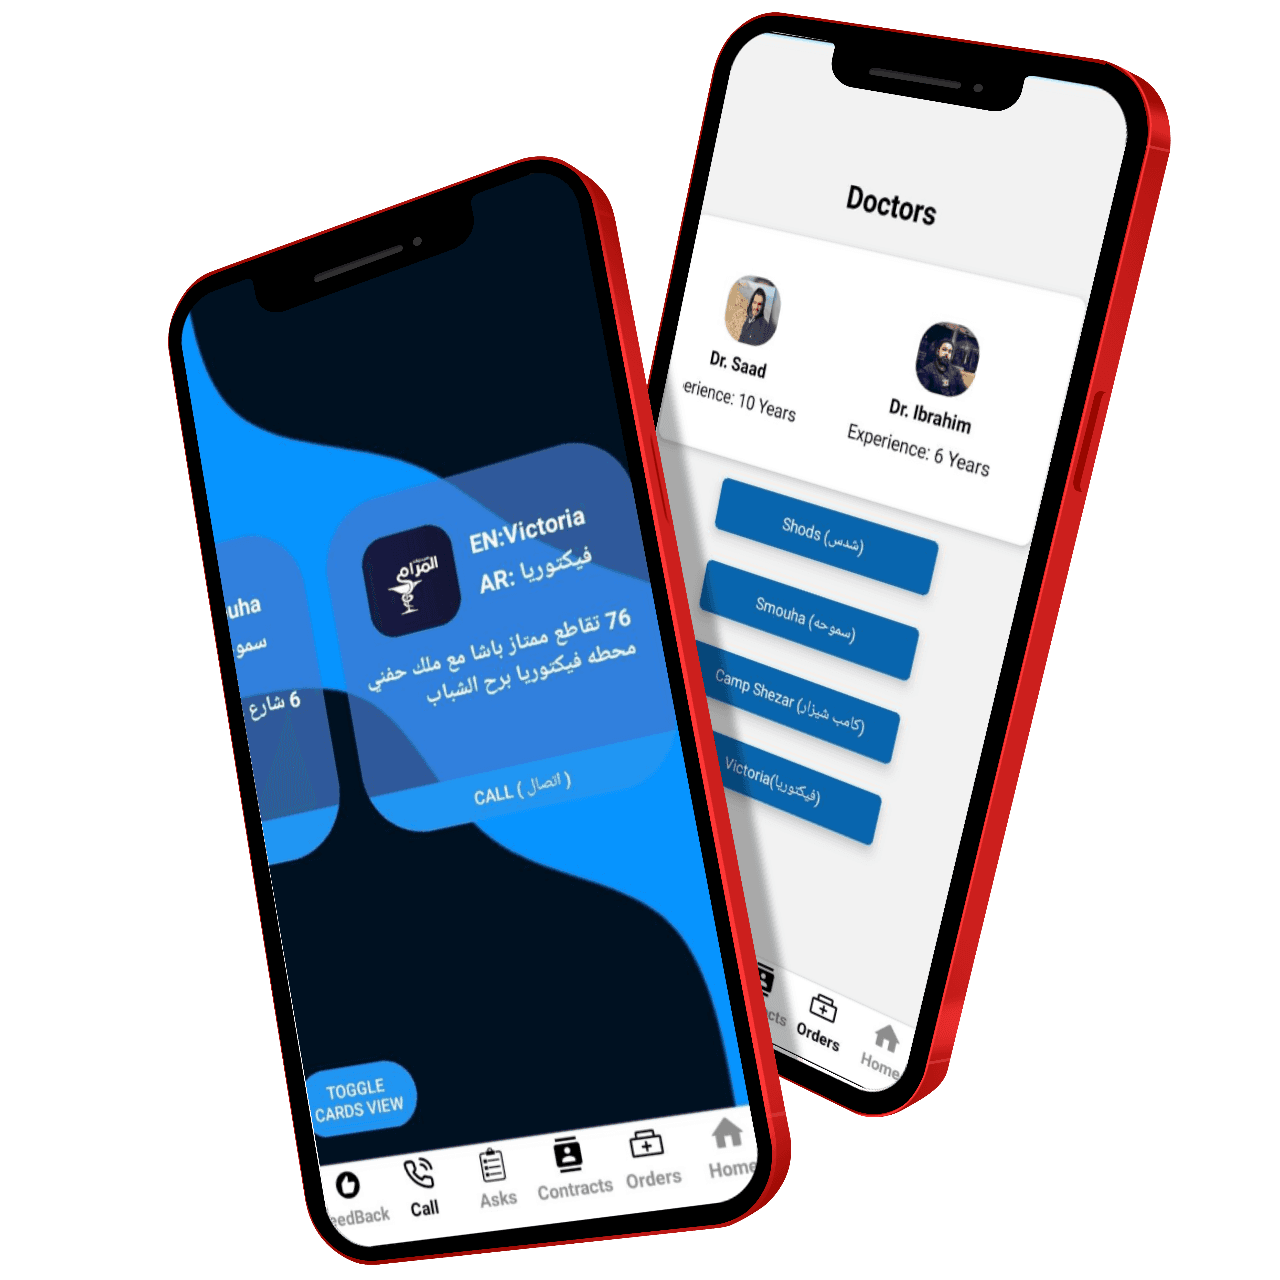 uha
سمو
6 شارع
EN:Victoria
AR: فيكتوريا
المرام
76 تقاطع ممتاز باشا مع ملك حفني
محطه فيكتوريا برح الشباب
CALL ( اتصال )
TOGGLE
CARDS VIEW
eedBack
Call
Asks
Contracts
Orders
Home
Doctors
Dr. Saad
erience: 10 Years
Dr. Ibrahim
Experience: 6 Years
Shods (شدس)
Smouha (سموحه)
Camp Shezar (كامب شيزار)
Victoria(فيكتوريا)
cts
Orders
Home